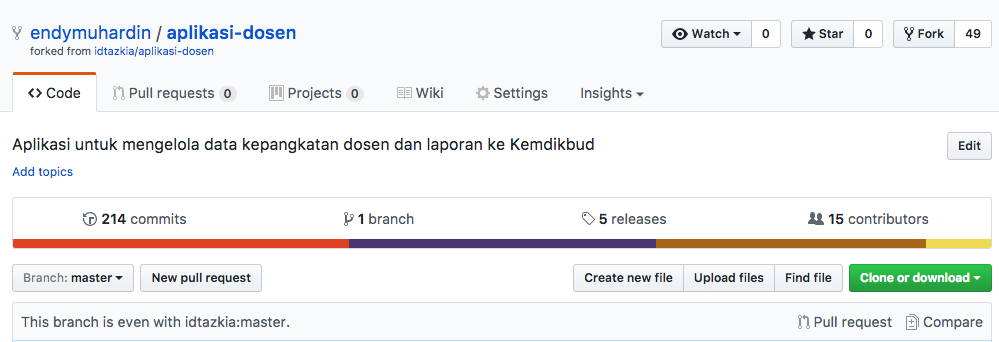 endymuhardin / aplikasi-dosen
forked from idtazkia/aplikasi-dosen
Watch 0 Star 0 Fork 49
Code Pull requests 0 Projects 0 Wiki Settings Insights
Aplikasi untuk mengelola data kepangkatan dosen dan laporan ke Kemdikbud
Edit
Add topics
214 commits 1 branch 5 releases 15 contributors
Branch: master New pull request Create new file Upload files Find file Clone or download
This branch is even with idtazkia:master. Pull request Compare